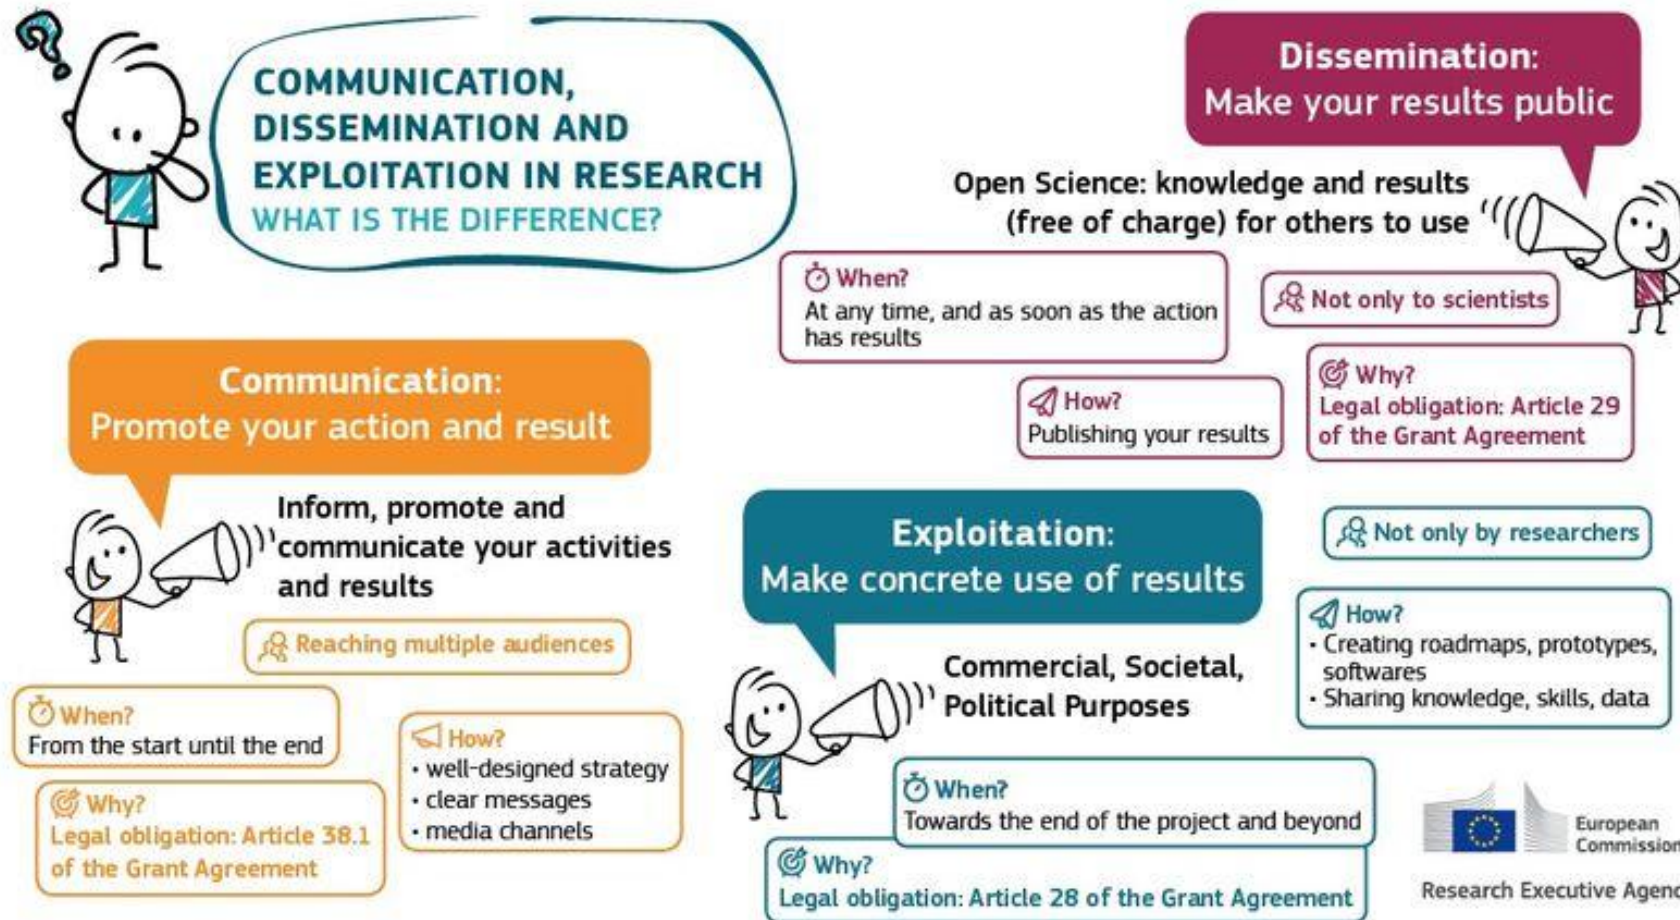 COMMUNICATION,
DISSEMINATION AND
EXPLOITATION IN RESEARCH
WHAT IS THE DIFFERENCE?
Dissemination:
Make your results public
Open Science: knowledge and results
(free of charge) for others to use
When?
At any time, and as soon as the action
has results
Not only to scientists
How?
Publishing your results
Why?
Legal obligation: Article 29
of the Grant Agreement
Communication:
Promote your action and result
Inform, promote and
communicate your activities
and results
Reaching multiple audiences
When?
From the start until the end
How?
· well-designed strategy
· clear messages
· media channels
Why?
Legal obligation: Article 38.1
of the Grant Agreement
Exploitation:
Make concrete use of results
Commercial, Societal,
Political Purposes
Not only by researchers
How?
· Creating roadmaps, prototypes,
softwares
· Sharing knowledge, skills, data
When?
Towards the end of the project and beyond
Why?
Legal obligation: Article 28 of the Grant Agreement
European
Commission
Research Executive Agenc